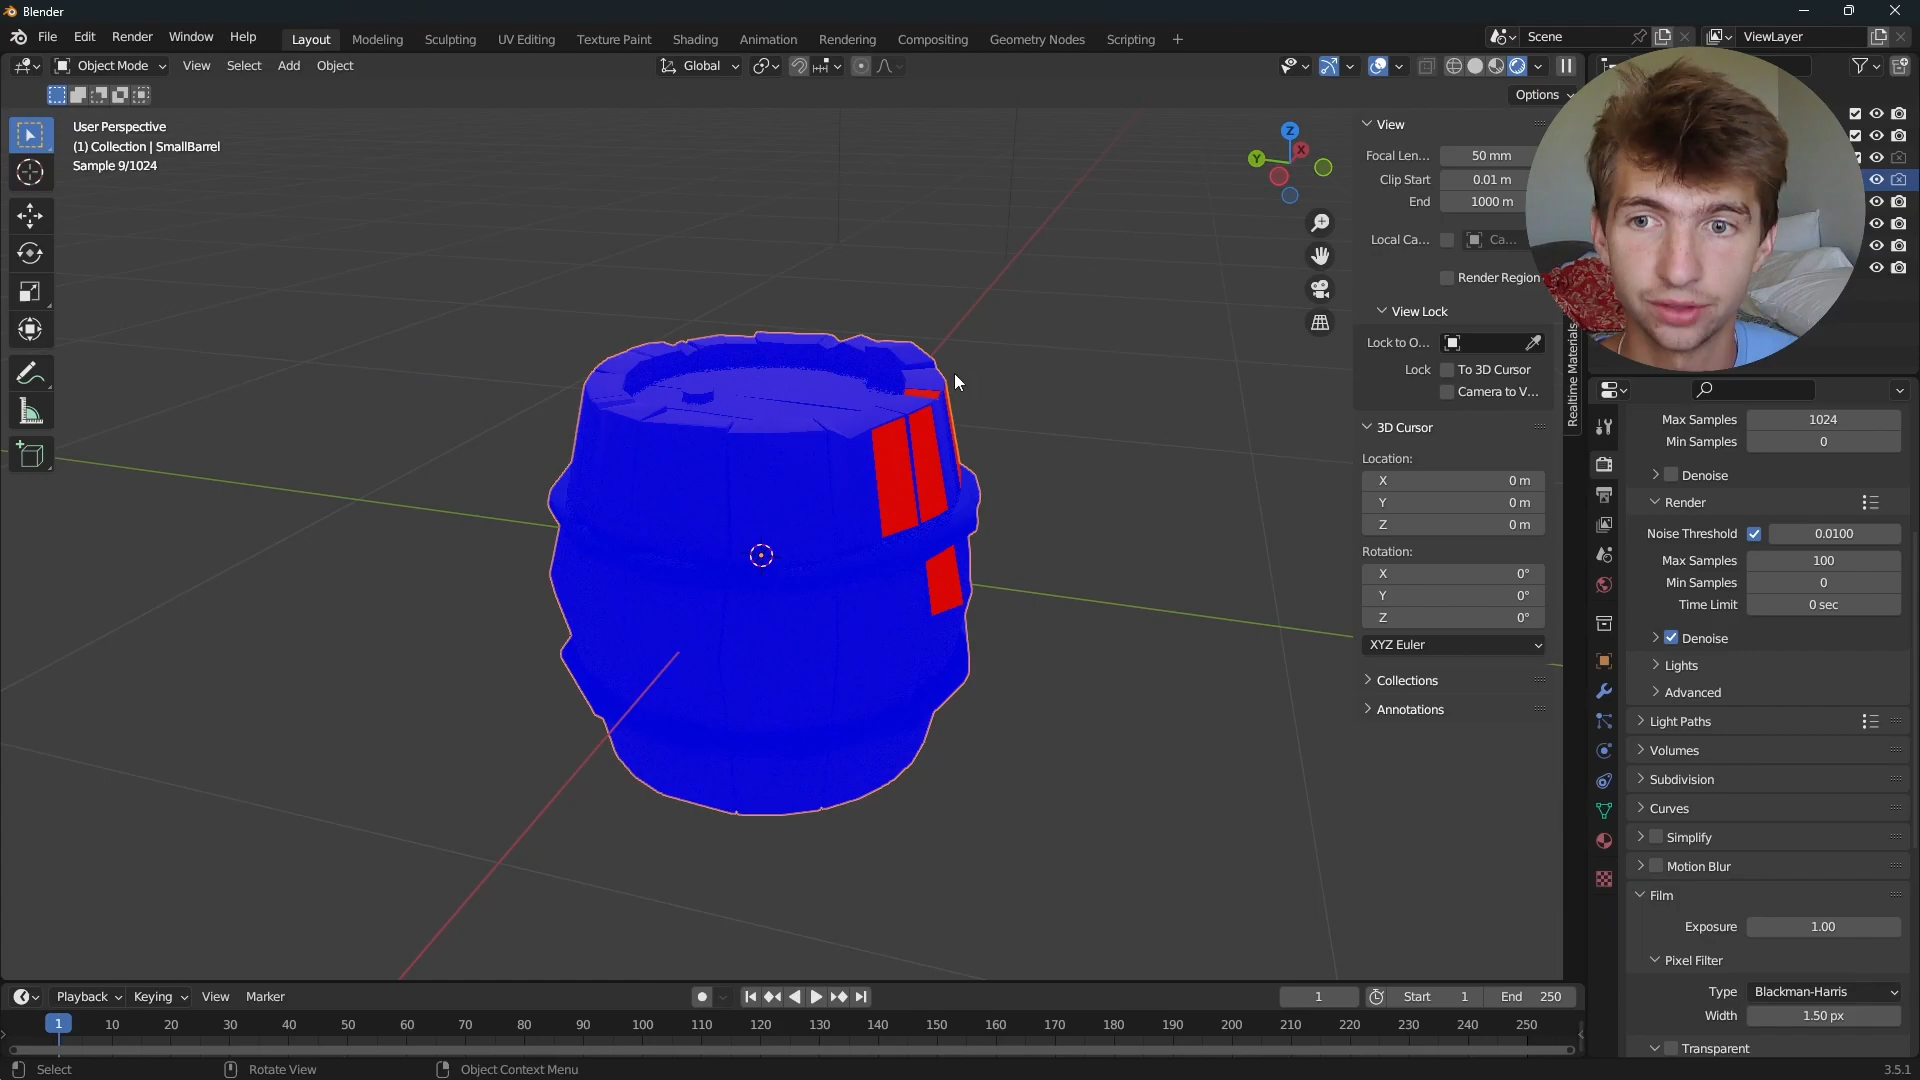 Blender
File Edit Render Window Help
Layout Modeling Sculpting UV Editing Texture Paint Shading Animation Rendering Compositing Geometry Nodes Scripting +
Scene
ViewLayer
Object Mode View Select Add Object
Global
Options
User Perspective
(1) Collection | SmallBarrel
Sample 9/1024
Z
Y
X
View
Focal Len... 50 mm
Clip Start 0.01 m
End 1000 m
Local Ca... Ca...
Render Region
View Lock
Lock to O...
Lock To 3D Cursor
Camera to V...
3D Cursor
Location:
X 0 m
Y 0 m
Z 0 m
Rotation:
X 0°
Y 0°
Z 0°
XYZ Euler
Collections
Annotations
Realtime Materials
Max Samples 1024
Min Samples 0
Denoise
Render
Noise Threshold 0.0100
Max Samples 100
Min Samples 0
Time Limit 0 sec
Denoise
Lights
Advanced
Light Paths
Volumes
Subdivision
Curves
Simplify
Motion Blur
Film
Exposure 1.00
Pixel Filter
Type Blackman-Harris
Width 1.50 px
Transparent
Playback Keying View Marker
1
Start 1 End 250
1 10 20 30 40 50 60 70 80 90 100 110 120 130 140 150 160 170 180 190 200 210 220 230 240 250
Select Rotate View Object Context Menu
3.5.1